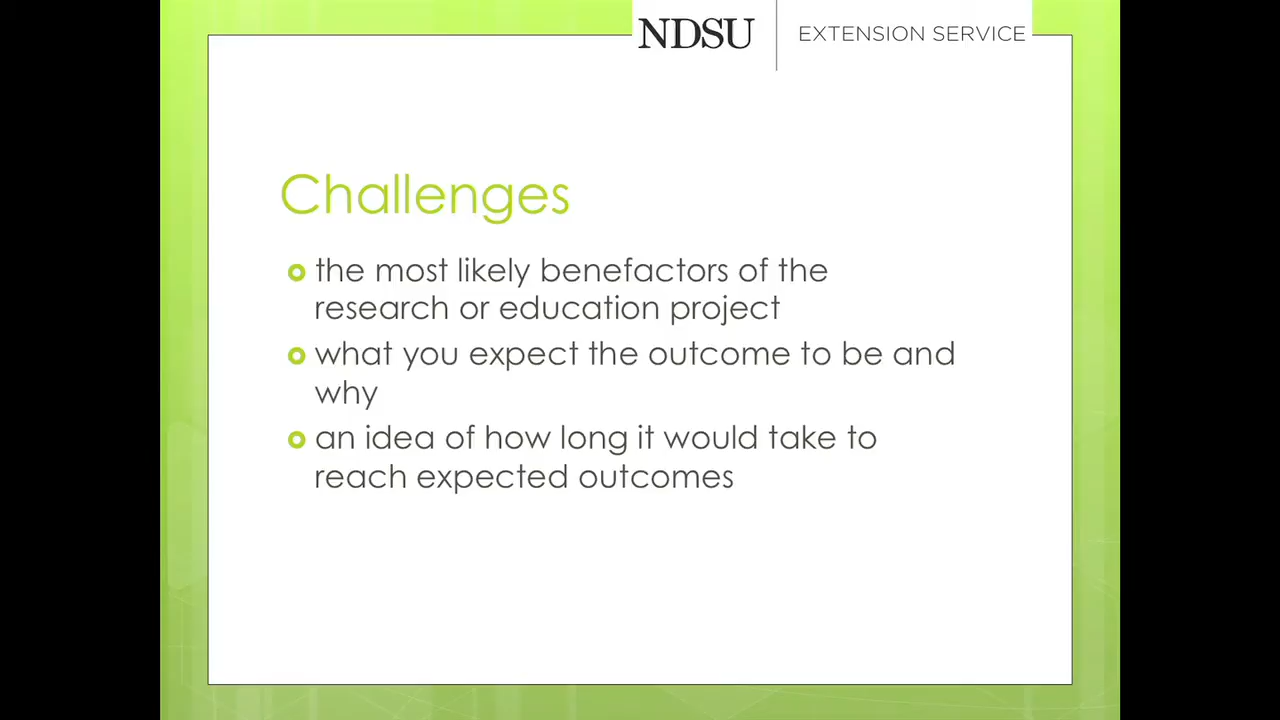 NDSU EXTENSION SERVICE
Challenges
the most likely benefactors of the
research or education project
what you expect the outcome to be and
why
an idea of how long it would take to
reach expected outcomes